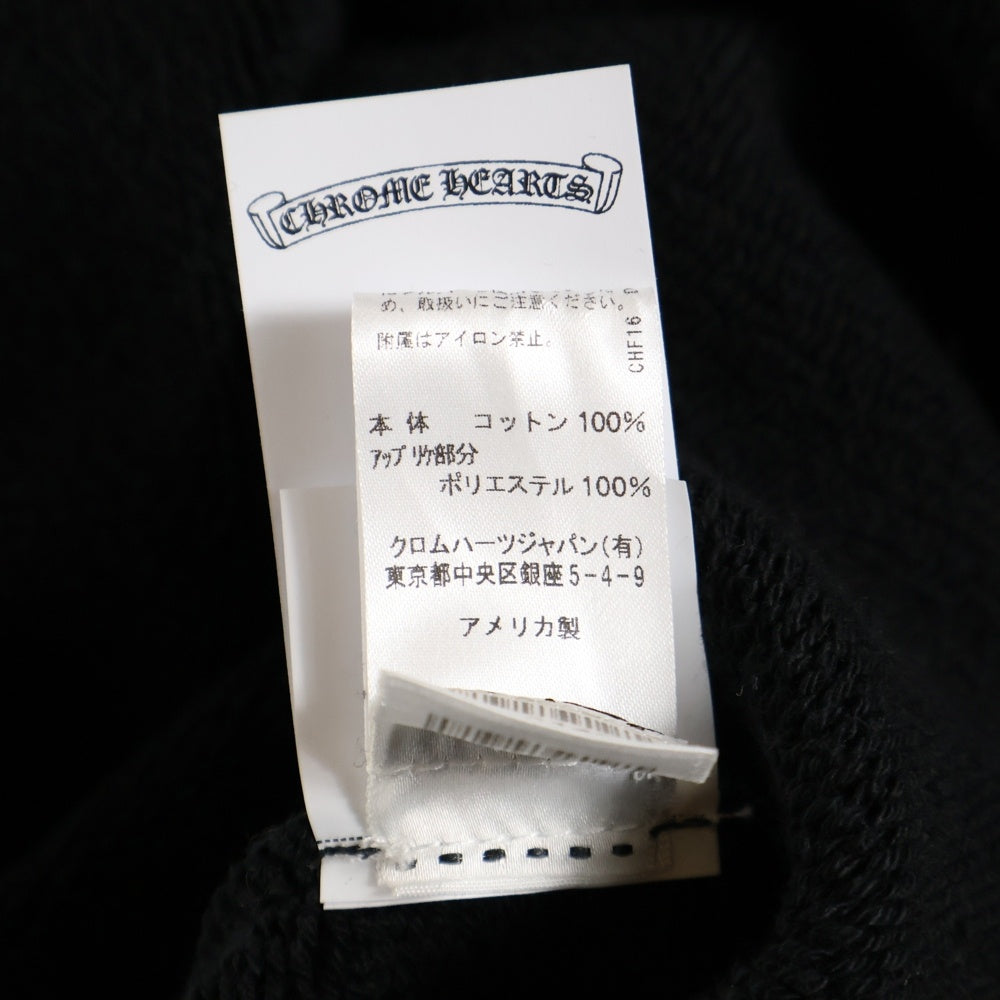 CHROME HEARTS
め、取扱いにご注意ください。
附属はアイロン禁止。
CHF16
本 体 コットン 100%
アップリケ部分
ポリエステル 100%
クロムハーツジャパン(有)
東京都中央区銀座5-4-9
アメリカ製